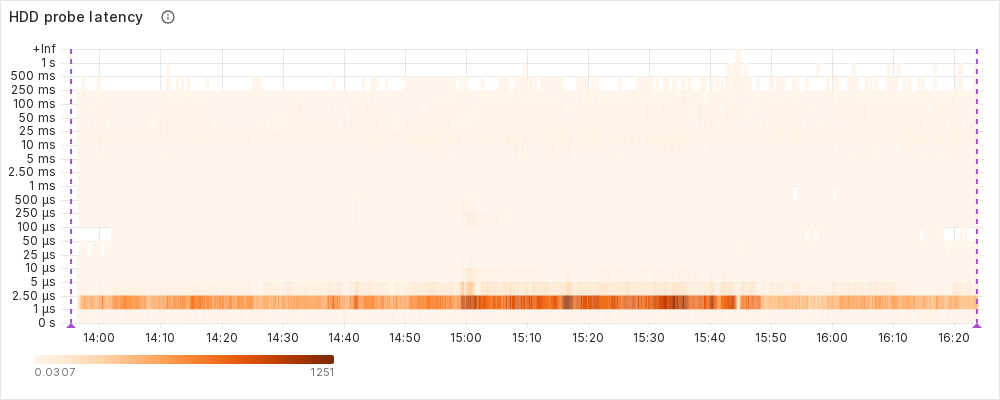 HDD probe latency
+Inf
1 s
500 ms
250 ms
100 ms
50 ms
25 ms
10 ms
5 ms
2.50 ms
1 ms
500 µs
250 µs
100 µs
50 µs
25 µs
10 µs
5 µs
2.50 µs
1 µs
0 s
14:00 14:10 14:20 14:30 14:40 14:50 15:00 15:10 15:20 15:30 15:40 15:50 16:00 16:10 16:20
0.0307 1251